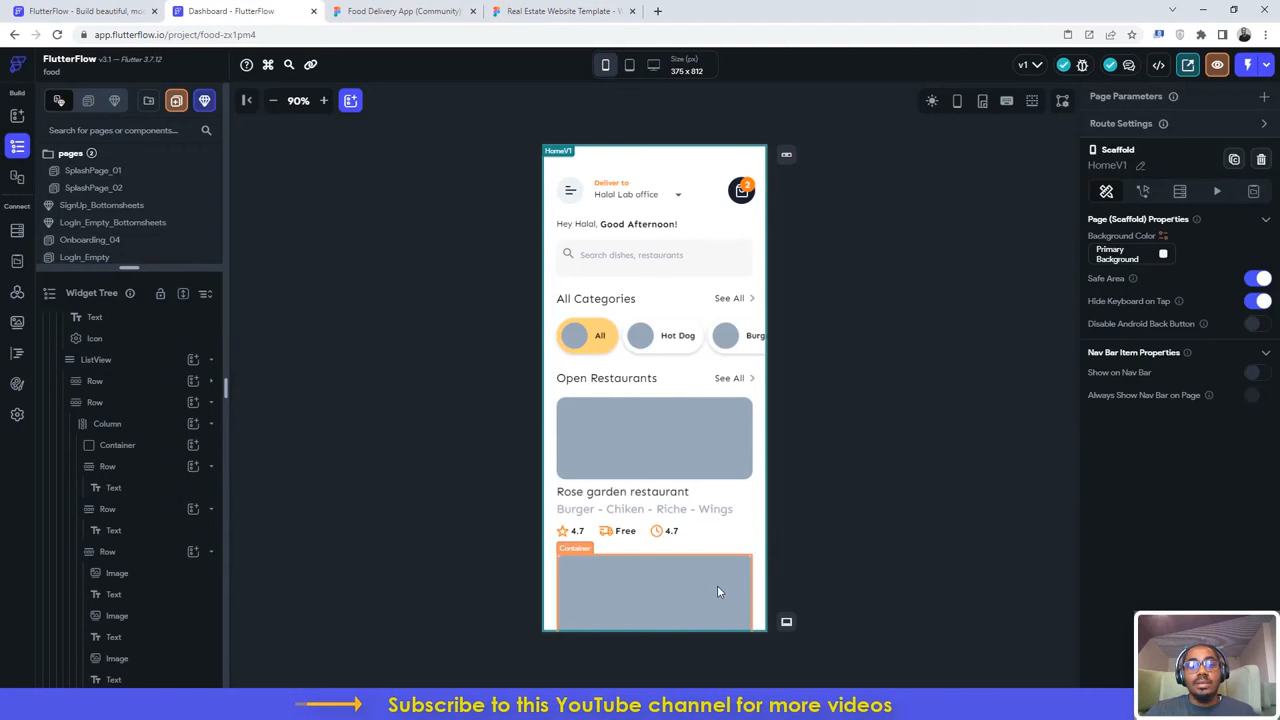 FlutterFlow - Build beautiful, mo
Dashboard - FlutterFlow
Food Delivery App (Community)
Real Estate Website Template - W
app.flutterflow.io/project/food-zx1pm4
FlutterFlow v3.1 — Flutter 3.7.12
food
Size (px)
375 x 812
v1
Build
90%
Page Parameters
Search for pages or components...
Route Settings
pages 2
Scaffold
HomeV1
HomeV1
SplashPage_01
SplashPage_02
SignUp_Bottomsheets
Connect
LogIn_Empty_Bottomsheets
Onboarding_04
LogIn_Empty
Deliver to
Halal Lab office
2
Hey Halal, Good Afternoon!
Search dishes, restaurants
Page (Scaffold) Properties
Background Color
Primary
Background
Safe Area
Hide Keyboard on Tap
Disable Android Back Button
Nav Bar Item Properties
Show on Nav Bar
Always Show Nav Bar on Page
Widget Tree
Text
Icon
ListView
Row
Row
Column
Container
Row
Text
Row
Text
Row
Image
Text
Image
Text
Image
Text
All Categories
See All
All
Hot Dog
Burg
Open Restaurants
See All
Rose garden restaurant
Burger - Chiken - Riche - Wings
4.7
Free
4.7
Container
Subscribe to this YouTube channel for more videos